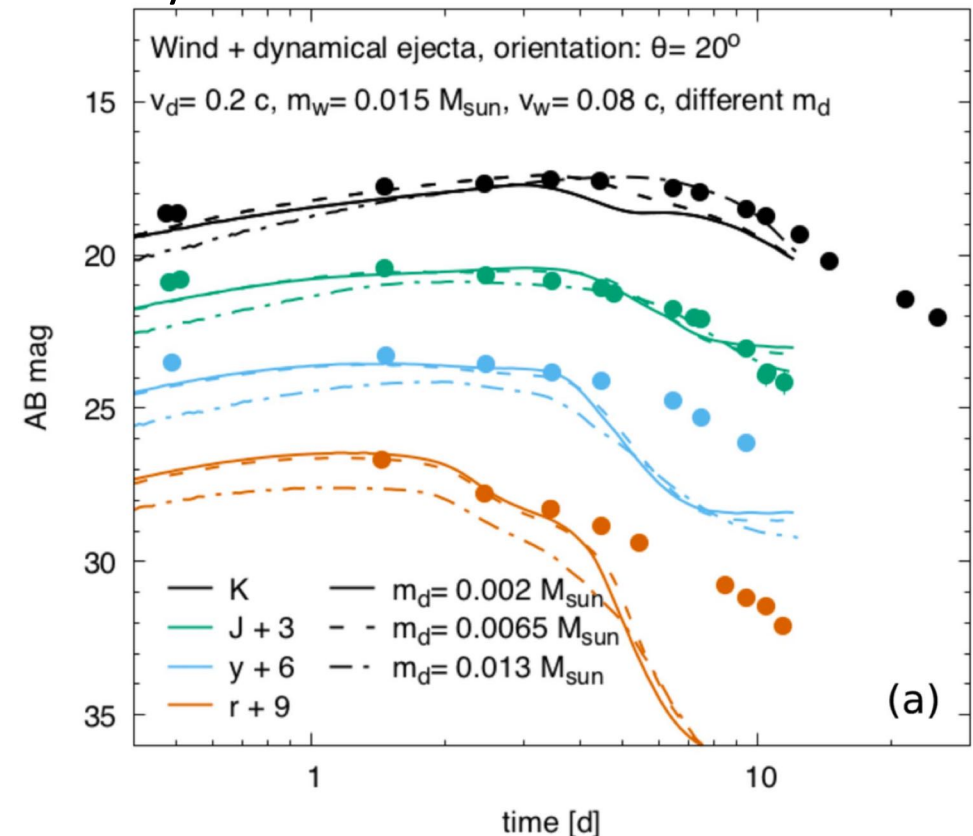 Wind + dynamical ejecta, orientation: θ= 20º
v_d= 0.2 c, m_w= 0.015 M_sun, v_w= 0.08 c, different m_d
15
20
25
30
35
AB mag
K
J + 3
y + 6
r + 9
m_d= 0.002 M_sun
m_d= 0.0065 M_sun
m_d= 0.013 M_sun
(a)
1
10
time [d]